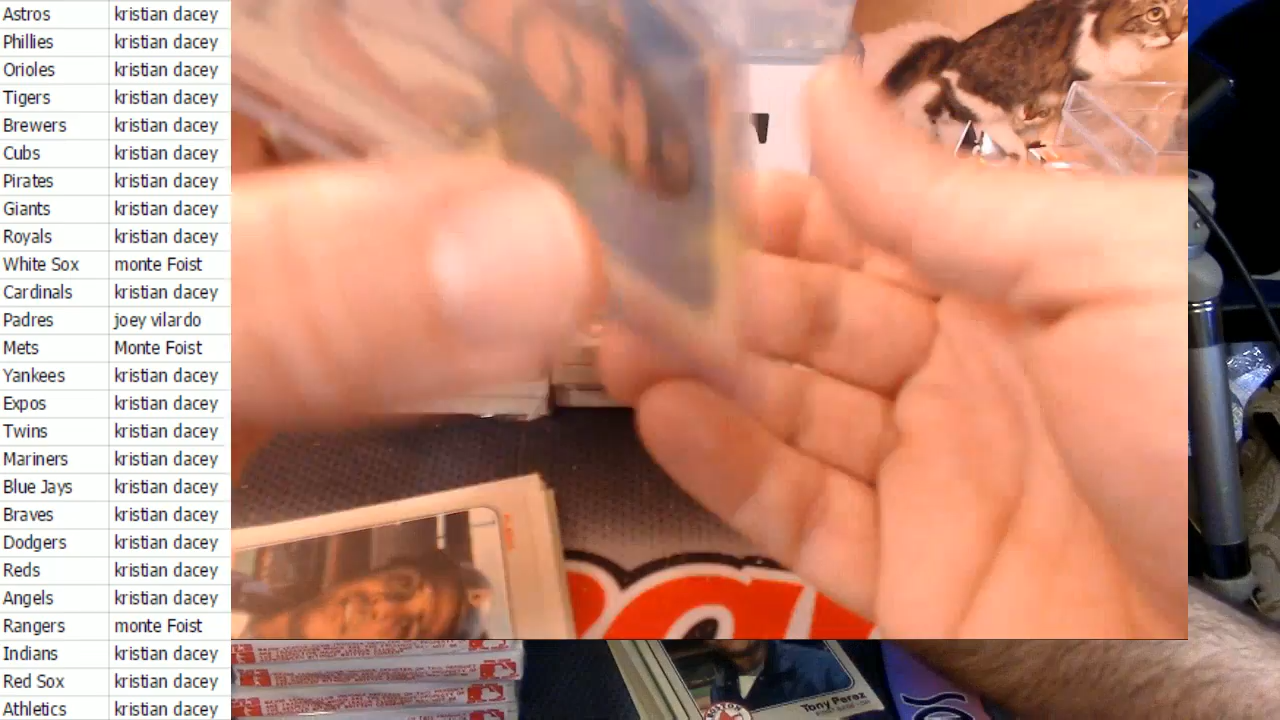 Astros kristian dacey
Phillies kristian dacey
Orioles kristian dacey
Tigers kristian dacey
Brewers kristian dacey
Cubs kristian dacey
Pirates kristian dacey
Giants kristian dacey
Royals kristian dacey
White Sox monte Foist
Cardinals kristian dacey
Padres joey vilardo
Mets Monte Foist
Yankees kristian dacey
Expos kristian dacey
Twins kristian dacey
Mariners kristian dacey
Blue Jays kristian dacey
Braves kristian dacey
Dodgers kristian dacey
Reds kristian dacey
Angels kristian dacey
Rangers monte Foist
Indians kristian dacey
Red Sox kristian dacey
Athletics kristian dacey
Tony Perez